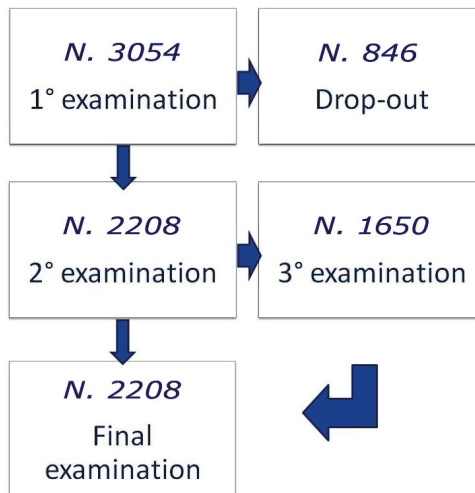 N. 3054
1° examination
N. 846
Drop-out
N. 2208
2° examination
N. 1650
3° examination
N. 2208
Final
examination